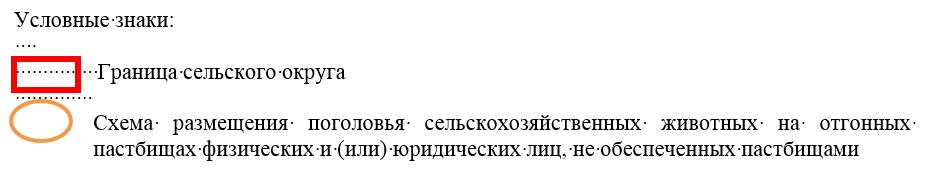 Условные знаки:
Граница сельского округа
Схема размещения поголовья сельскохозяйственных животных на отгонных
пастбищах физических и (или) юридических лиц, не обеспеченных пастбищами